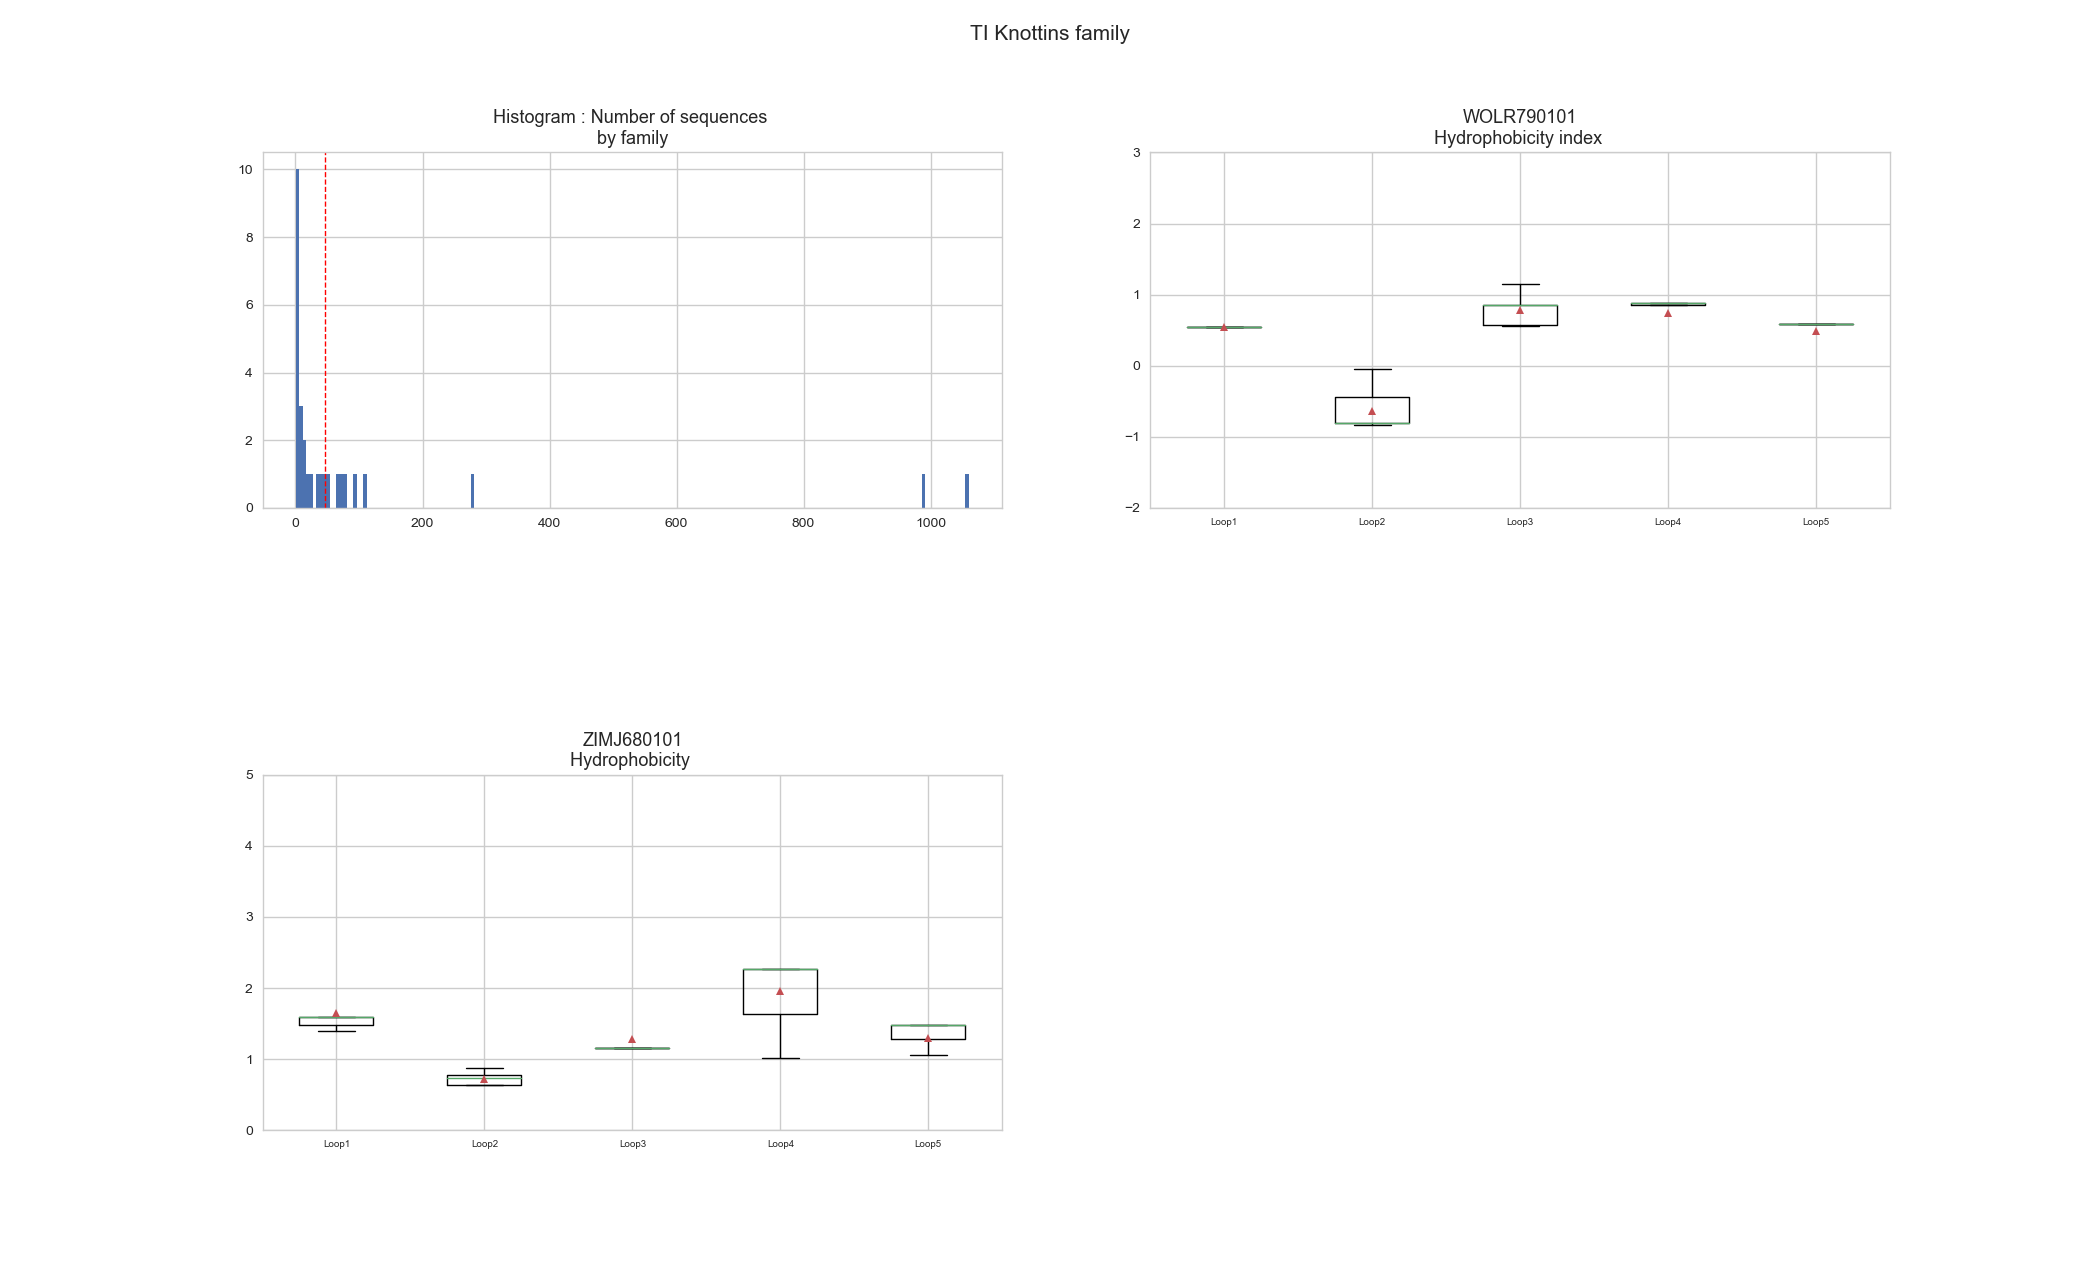 TI Knottins family
Histogram : Number of sequences
by family
10
8
6
4
2
0
0 200 400 600 800 1000
WOLR790101
Hydrophobicity index
3
2
1
0
−1
−2
Loop1 Loop2 Loop3 Loop4 Loop5
ZIMJ680101
Hydrophobicity
5
4
3
2
1
0
Loop1 Loop2 Loop3 Loop4 Loop5